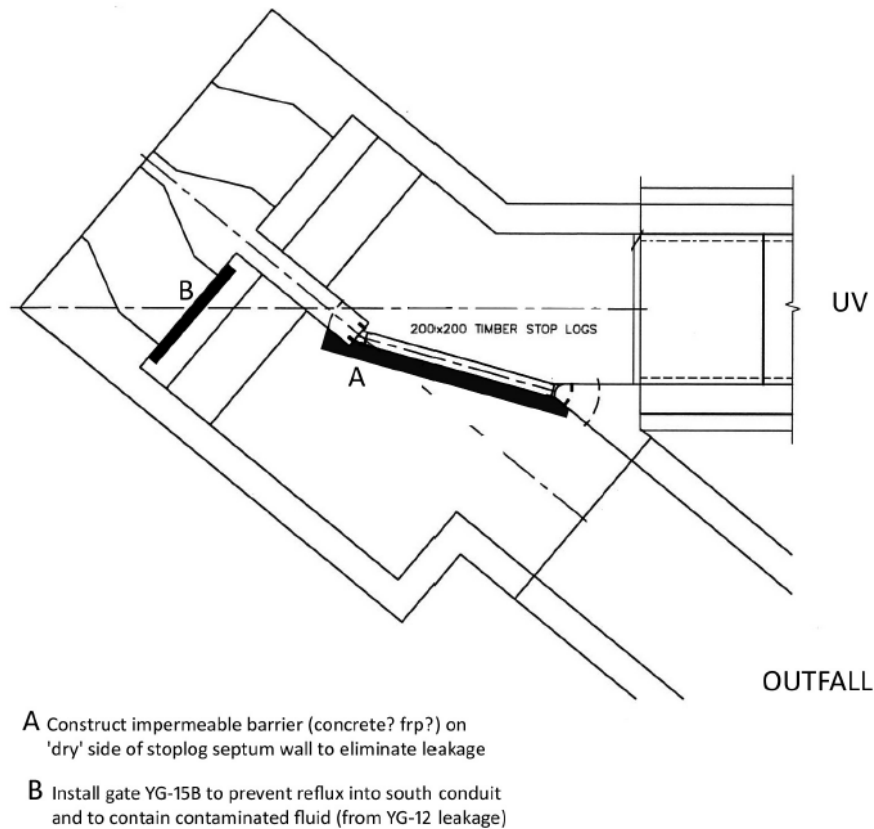 B
200x200 TIMBER STOP LOGS
UV
A
OUTFALL
A Construct impermeable barrier (concrete? frp?) on
'dry' side of stoplog septum wall to eliminate leakage
B Install gate YG-15B to prevent reflux into south conduit
and to contain contaminated fluid (from YG-12 leakage)